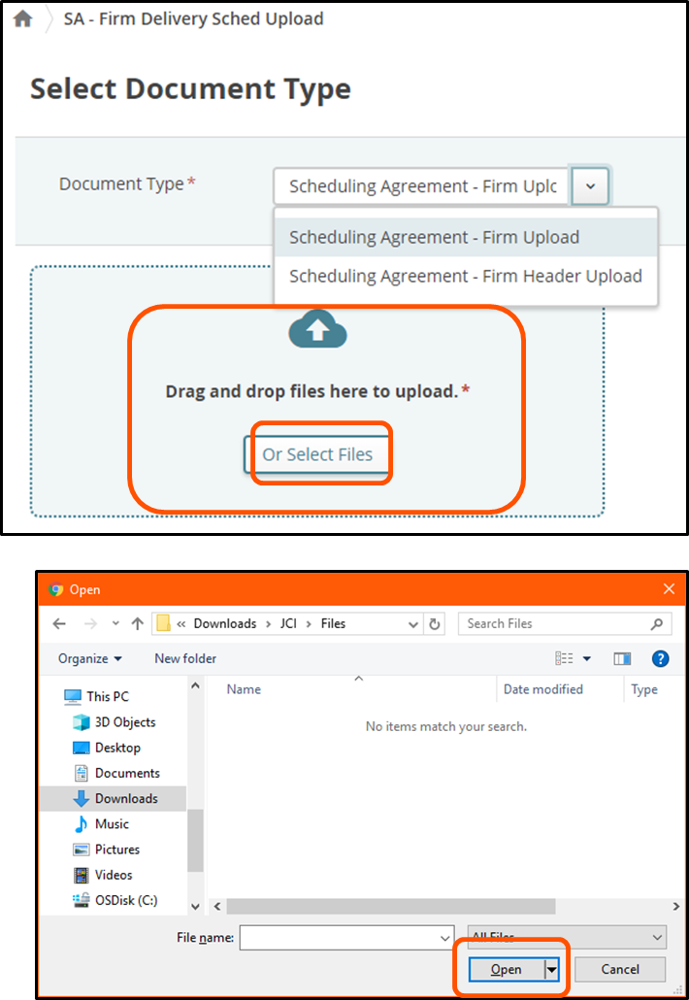 SA - Firm Delivery Sched Upload
Select Document Type
Document Type*
Scheduling Agreement - Firm Uplc
Scheduling Agreement - Firm Upload
Scheduling Agreement - Firm Header Upload
Drag and drop files here to upload.*
Or Select Files
Open
« Downloads > JCI > Files
Search Files
Organize
New folder
?
Name
Date modified
Type
This PC
No items match your search.
3D Objects
Desktop
Documents
Downloads
Music
Pictures
Videos
OSDisk (C:)
File name:
All Files
Open
Cancel